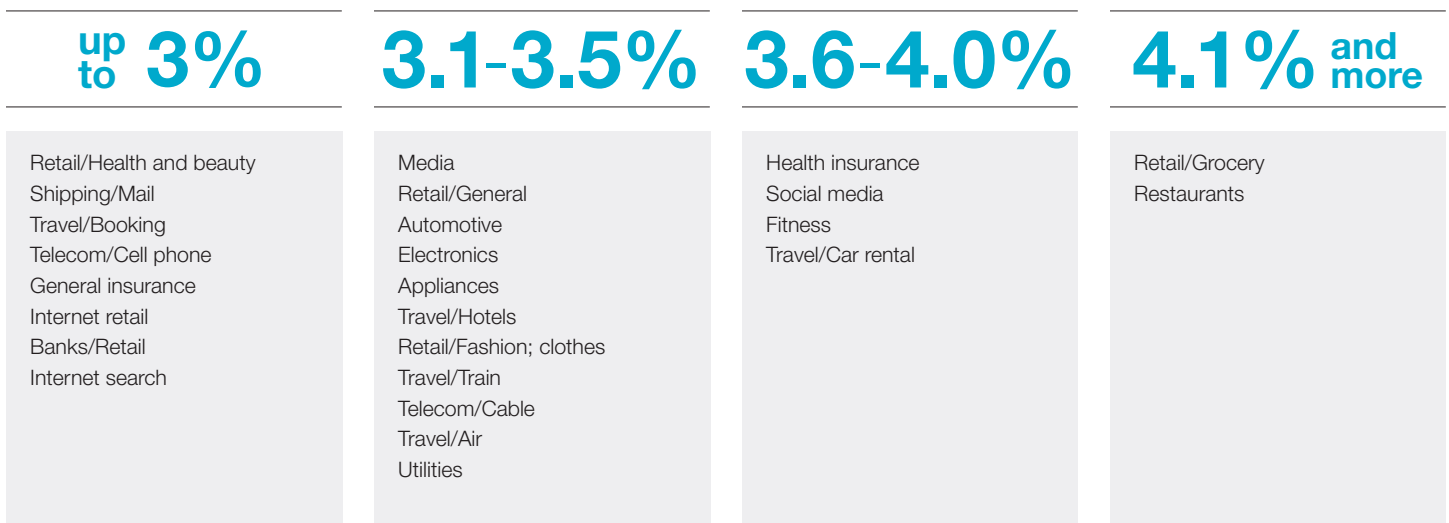 up to 3%
Retail/Health and beauty
Shipping/Mail
Travel/Booking
Telecom/Cell phone
General insurance
Internet retail
Banks/Retail
Internet search
3.1-3.5%
Media
Retail/General
Automotive
Electronics
Appliances
Travel/Hotels
Retail/Fashion; clothes
Travel/Train
Telecom/Cable
Travel/Air
Utilities
3.6-4.0%
Health insurance
Social media
Fitness
Travel/Car rental
4.1% and more
Retail/Grocery
Restaurants